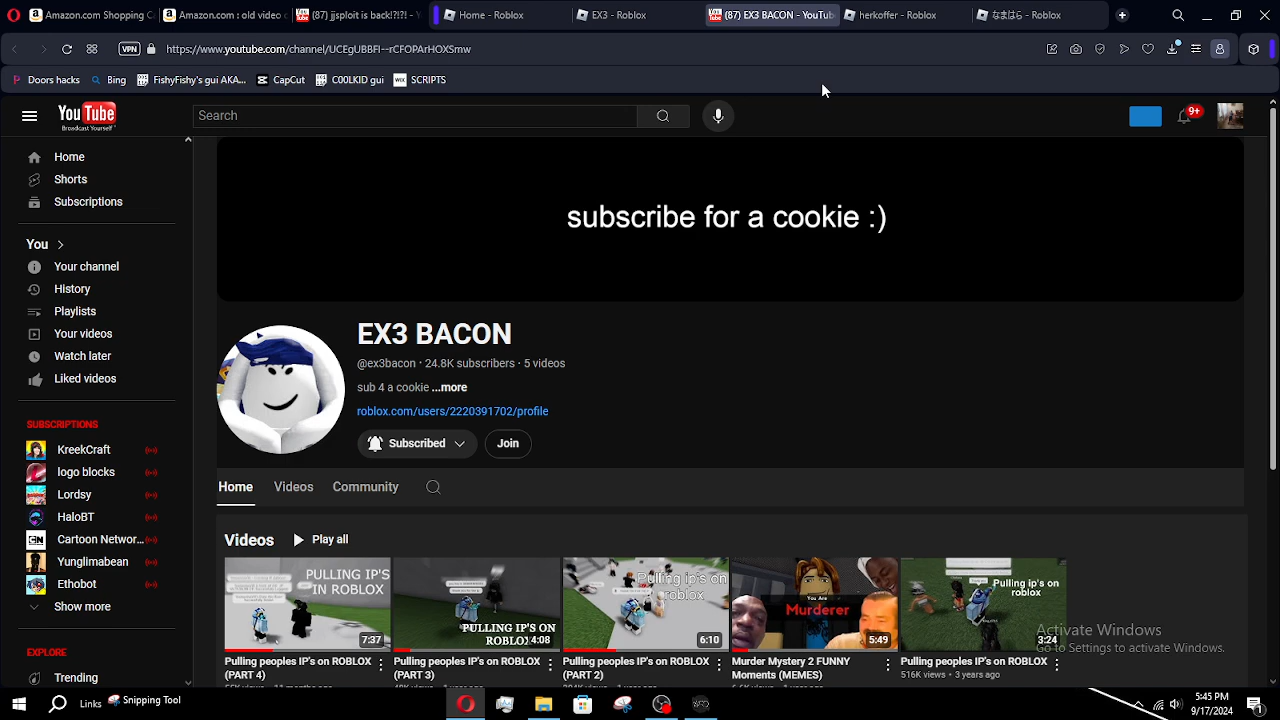 Amazon.com Shopping C
Amazon.com : old video c
(87) jjsploit is back!?!?! - Y
Home - Roblox
EX3 - Roblox
(87) EX3 BACON - YouTub
herkoffer - Roblox
なまはら - Roblox
VPN
https://www.youtube.com/channel/UCEgUBBFI--rCFOPArHOXSmw
Doors hacks
Bing
FishyFishy's gui AKA...
CapCut
C00LKID gui
WIX
SCRIPTS
YouTube
Broadcast Yourself
Search
9+
Home
Shorts
Subscriptions
You
Your channel
History
Playlists
Your videos
Watch later
Liked videos
SUBSCRIPTIONS
KreekCraft
logo blocks
Lordsy
HaloBT
Cartoon Networ...
Yunglimabean
Ethobot
Show more
EXPLORE
Trending
subscribe for a cookie :)
EX3 BACON
@ex3bacon · 24.8K subscribers · 5 videos
sub 4 a cookie ...more
roblox.com/users/2220391702/profile
Subscribed
Join
Home
Videos
Community
Videos
Play all
PULLING IP'S
IN ROBLOX
7:37
Pulling peoples IP's on ROBLOX
(PART 4)
PULLING IP'S ON
ROBLOX
4:08
Pulling peoples IP's on ROBLOX
(PART 3)
Pulling ip's on
roblox
6:10
Pulling peoples IP's on ROBLOX
(PART 2)
You Are
Murderer
5:49
Murder Mystery 2 FUNNY
Moments (MEMES)
Pulling ip's on
roblox
3:24
Pulling peoples IP's on ROBLOX
516K views · 3 years ago
Activate Windows
Go to Settings to activate Windows.
Links
Snipping Tool
5:45 PM
9/17/2024
1